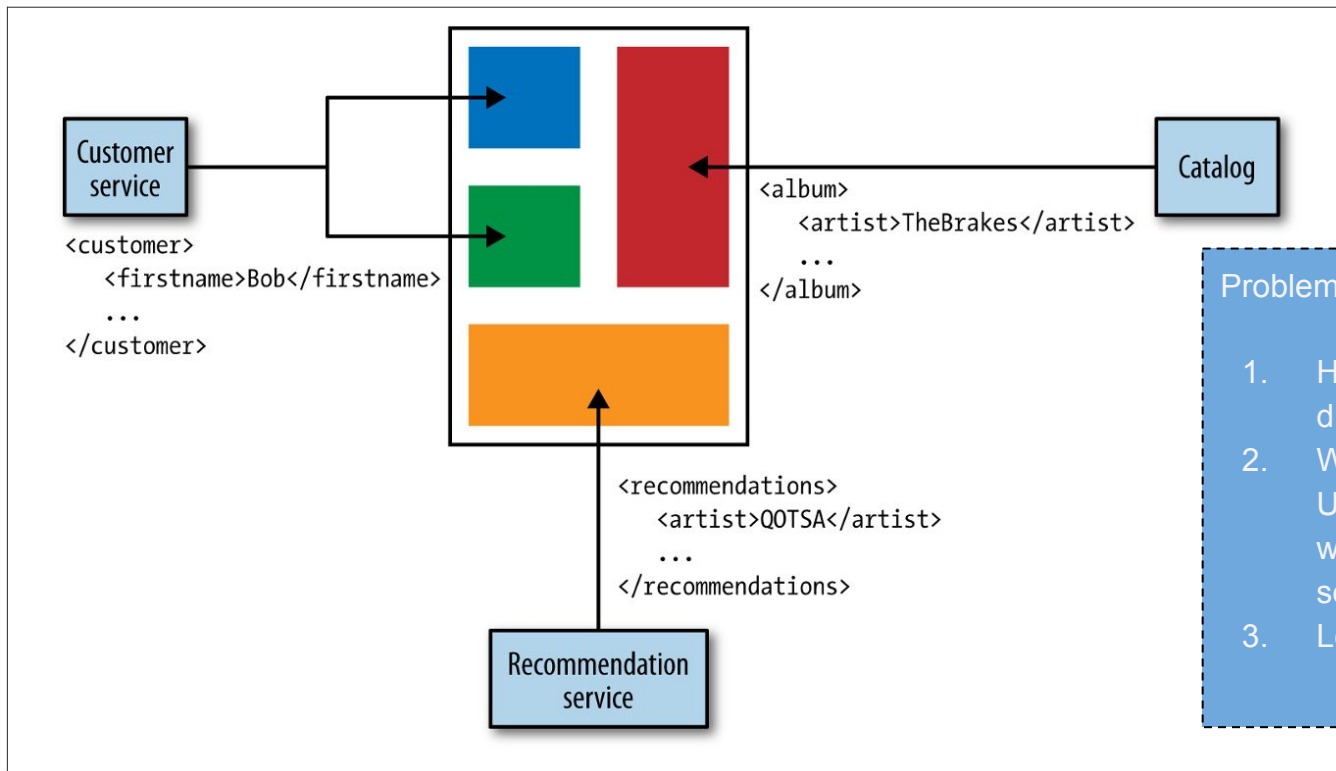 Customer
service
<customer>
<firstname>Bob</firstname>
...
</customer>
<album>
<artist>TheBrakes</artist>
...
</album>
Catalog
<recommendations>
<artist>QOTSA</artist>
...
</recommendations>
Recommendation
service
Problem
1.
2.
3.